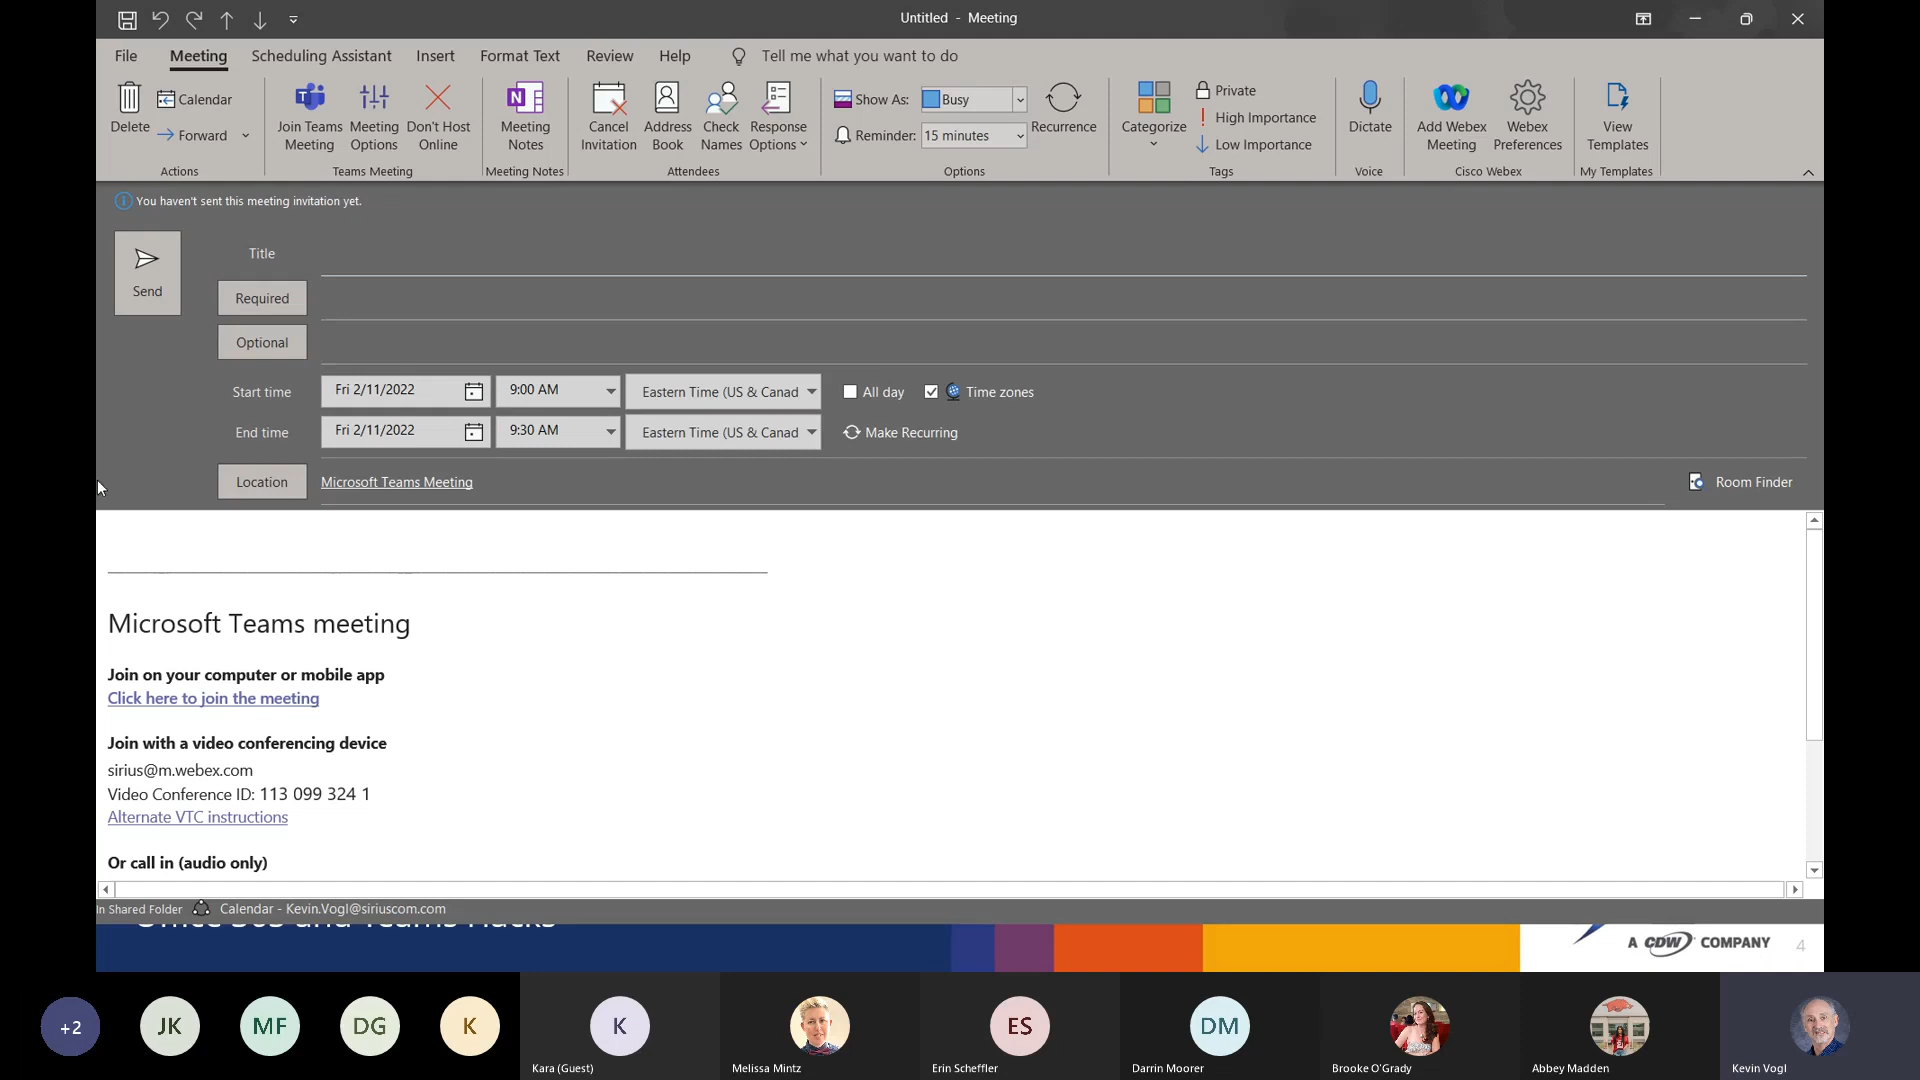 Untitled - Meeting
File Meeting Scheduling Assistant Insert Format Text Review Help Tell me what you want to do
Delete
Calendar
Forward
Actions
Join Teams
Meeting
Meeting
Options
Don't Host
Online
Teams Meeting
Meeting
Notes
Meeting Notes
Cancel
Invitation
Address
Book
Check
Names
Response
Options
Attendees
Show As: Busy
Reminder: 15 minutes
Recurrence
Options
Categorize
Private
High Importance
Low Importance
Tags
Dictate
Voice
Add Webex
Meeting
Webex
Preferences
Cisco Webex
View
Templates
My Templates
You haven't sent this meeting invitation yet.
Send
Title
Required
Optional
Start time Fri 2/11/2022 9:00 AM Eastern Time (US & Canad All day Time zones
End time Fri 2/11/2022 9:30 AM Eastern Time (US & Canad Make Recurring
Location Microsoft Teams Meeting Room Finder
Microsoft Teams meeting
Join on your computer or mobile app
Click here to join the meeting
Join with a video conferencing device
sirius@m.webex.com
Video Conference ID: 113 099 324 1
Alternate VTC instructions
Or call in (audio only)
In Shared Folder Calendar - Kevin.Vogl@siriuscom.com
Office 365 and Teams Hacks
A CDW COMPANY 4
+2 JK MF DG K K ES DM
Kara (Guest) Melissa Mintz Erin Scheffler Darrin Moorer Brooke O'Grady Abbey Madden Kevin Vogl